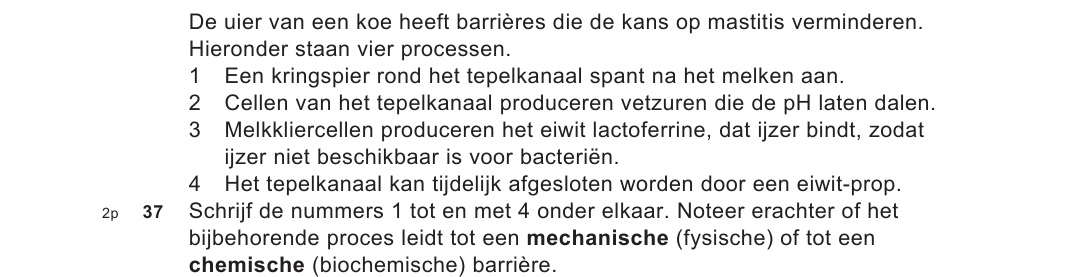 De uier van een koe heeft barrières die de kans op mastitis verminderen.
Hieronder staan vier processen.
1 Een kringspier rond het tepelkanaal spant na het melken aan.
2 Cellen van het tepelkanaal produceren vetzuren die de pH laten dalen.
3 Melkkliercellen produceren het eiwit lactoferrine, dat ijzer bindt, zodat
ijzer niet beschikbaar is voor bacteriën.
4 Het tepelkanaal kan tijdelijk afgesloten worden door een eiwit-prop.
2p 37 Schrijf de nummers 1 tot en met 4 onder elkaar. Noteer erachter of het
bijbehorende proces leidt tot een mechanische (fysische) of tot een
chemische (biochemische) barrière.